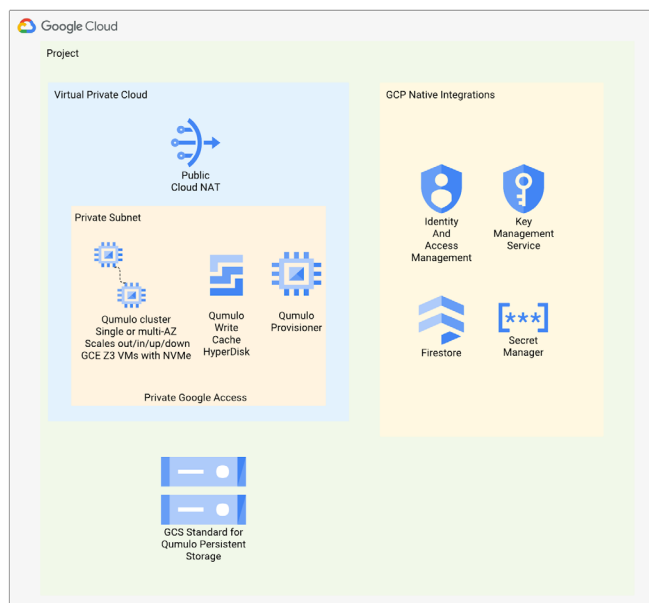 Google Cloud
Project
Virtual Private Cloud
Public
Cloud NAT
Private Subnet
Qumulo cluster
Single or multi-AZ
Scales out/in/up/down
GCE Z3 VMs with NVMe
Qumulo
Write
Cache
HyperDisk
Qumulo
Provisioner
Private Google Access
GCP Native Integrations
Identity
And
Access
Management
Key
Management
Service
Firestore
[***]
Secret
Manager
GCS Standard for
Qumulo Persistent
Storage